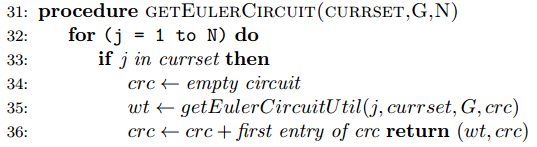 31: procedure GETEULERCIRCUIT(CURRSET,G,N)
32: for (j = 1 to N) do
33: if j in currset then
34: crc ← empty circuit
35: wt ← getEulerCircuitUtil(j, currset, G, crc)
36: crc ← crc + first entry of crc return (wt, crc)